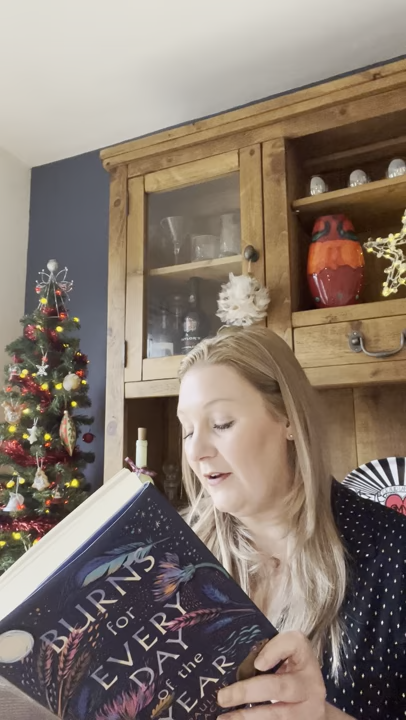 BURNS
for
EVERY
DAY
of the
YEAR